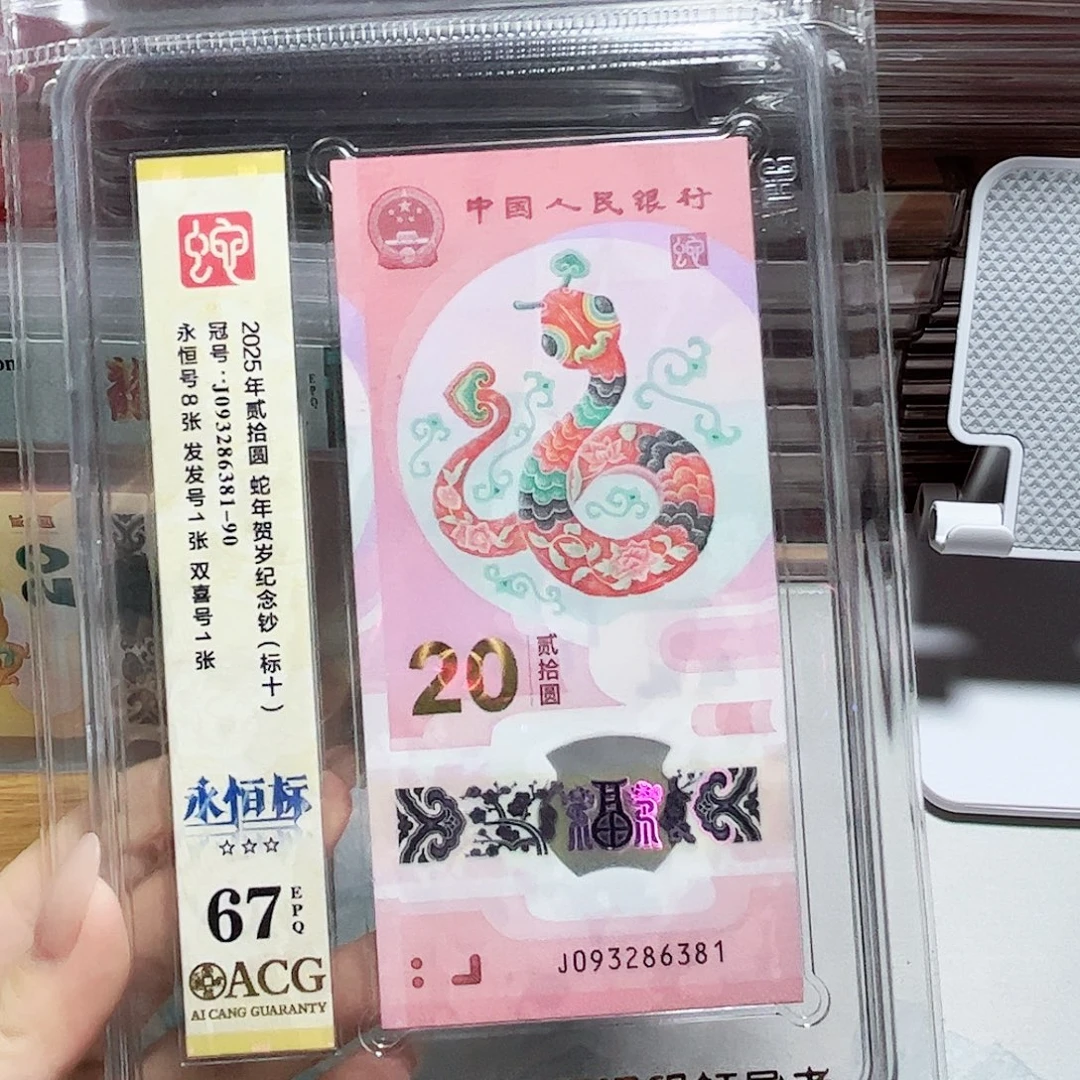 蛇
2025年贰拾圆 蛇年贺岁纪念钞(标十)
冠号:J093286381-90
永恒号8张 发发号1张 双喜号1张
永恒标
☆☆☆
67
EPQ
ACG
AI CANG GUARANTY
中国人民银行
蛇
20
贰拾圆
J093286381
EPQ